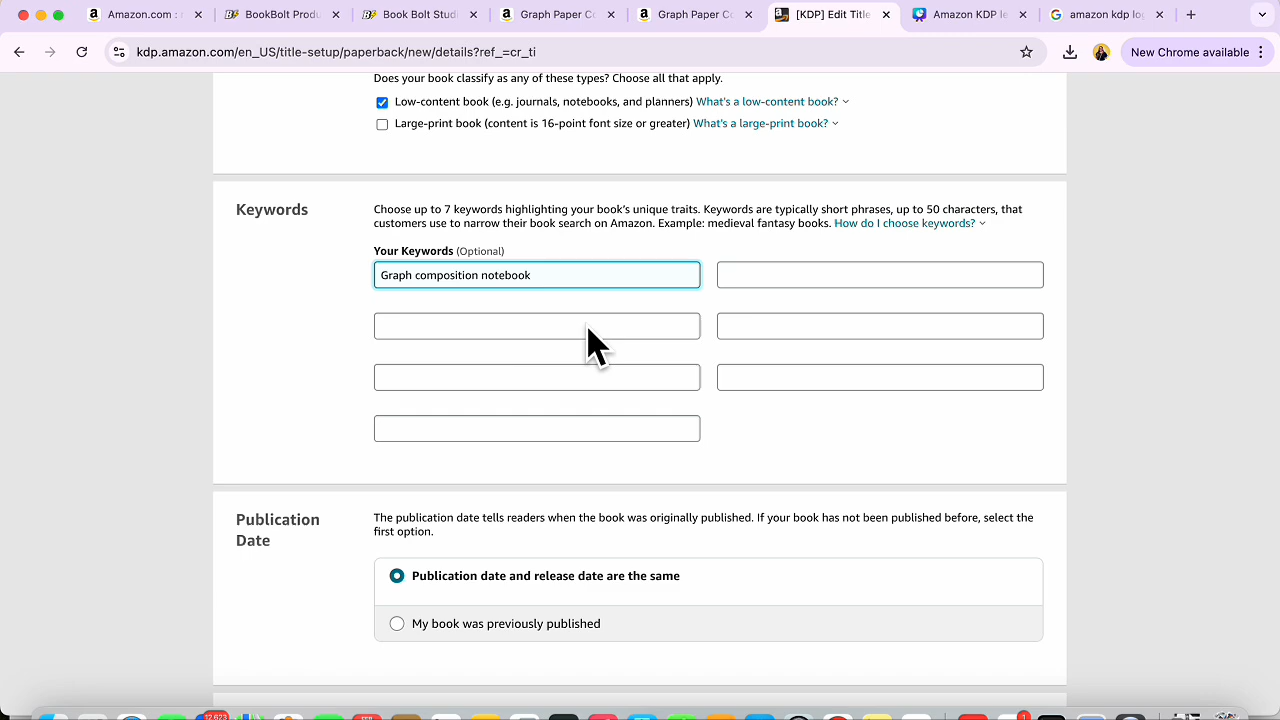 Amazon.com :
BookBolt Produ
Book Bolt Studi
Graph Paper Co
Graph Paper Co
[KDP] Edit Title
Amazon KDP le
amazon kdp log
kdp.amazon.com/en_US/title-setup/paperback/new/details?ref_=cr_ti
New Chrome available
Does your book classify as any of these types? Choose all that apply.
Low-content book (e.g. journals, notebooks, and planners) What's a low-content book?
Large-print book (content is 16-point font size or greater) What's a large-print book?
Keywords
Choose up to 7 keywords highlighting your book's unique traits. Keywords are typically short phrases, up to 50 characters, that
customers use to narrow their book search on Amazon. Example: medieval fantasy books. How do I choose keywords?
Your Keywords (Optional)
Graph composition notebook
Publication
Date
The publication date tells readers when the book was originally published. If your book has not been published before, select the
first option.
Publication date and release date are the same
My book was previously published
12,623
1